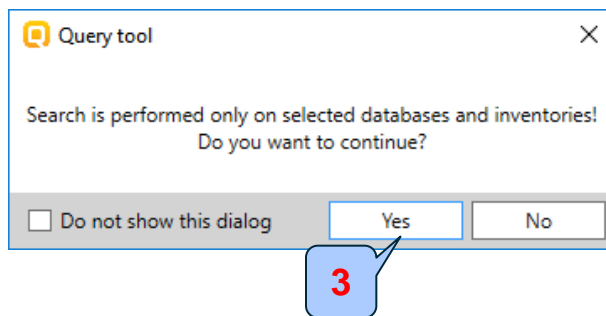 Query tool
Search is performed only on selected databases and inventories!
Do you want to continue?
Do not show this dialog
Yes
No
3